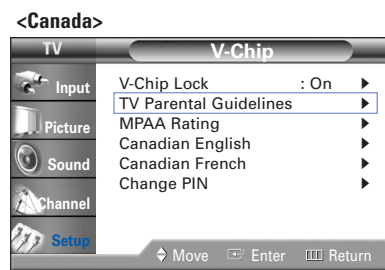 <Canada>
TV
V-Chip
Input
Picture
Sound
Channel
Setup
V-Chip Lock : On
TV Parental Guidelines
MPAA Rating
Canadian English
Canadian French
Change PIN
Move Enter Return